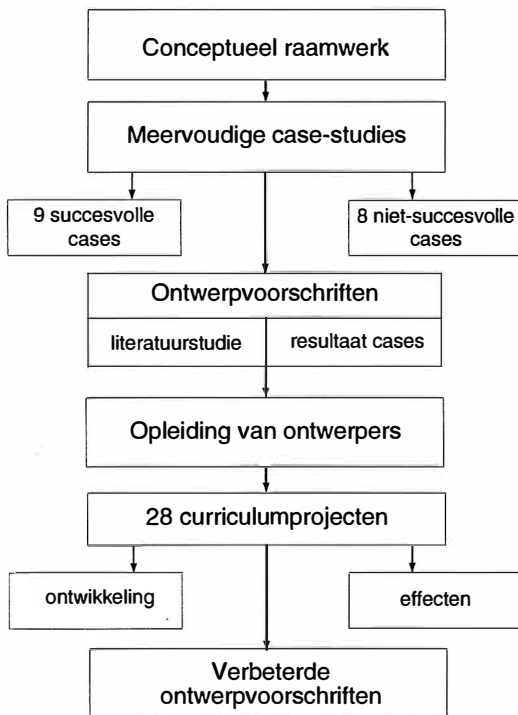 Conceptueel raamwerk
Meervoudige case-studies
9 succesvolle
cases
8 niet-succesvolle
cases
Ontwerpvoorschriften
literatuurstudie
resultaat cases
Opleiding van ontwerpers
28 curriculumprojecten
ontwikkeling
effecten
Verbeterde
ontwerpvoorschriften